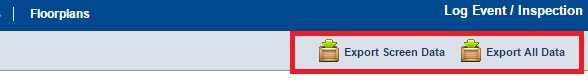 Floorplans
Log Event / Inspection
Export Screen Data
Export All Data